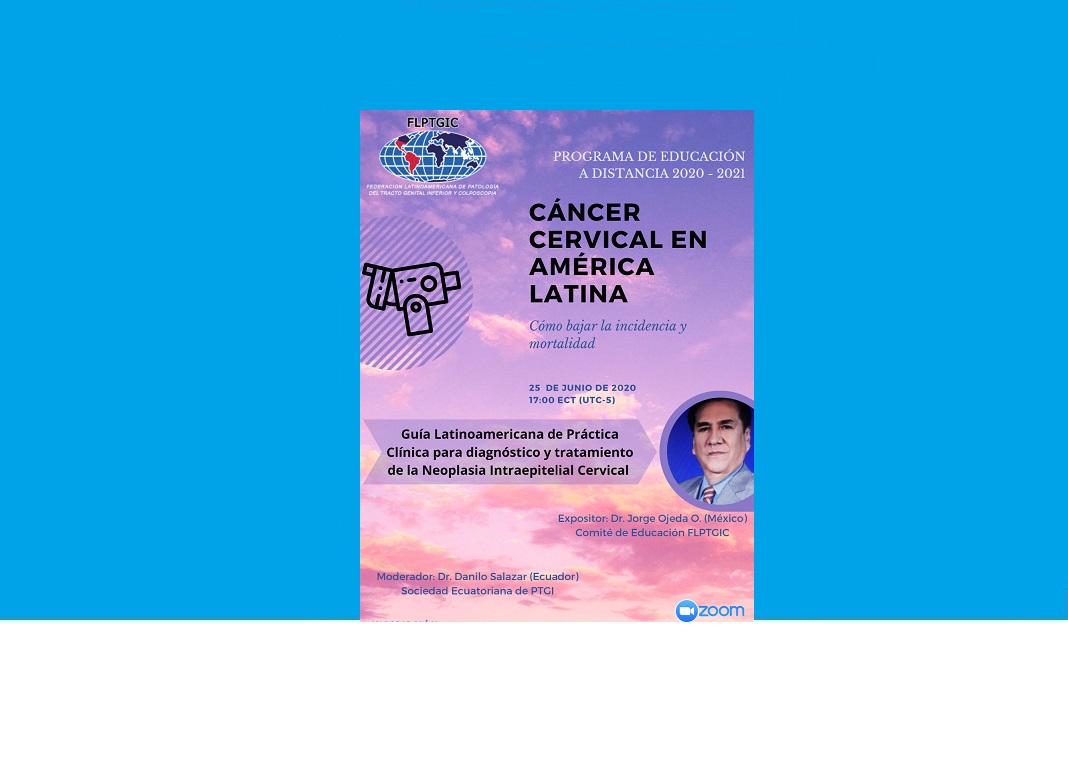 FLPTGIC
FEDERACIÓN LATINOAMERICANA DE PATOLOGÍA
DEL TRACTO GENITAL INFERIOR Y COLPOSCOPIA
PROGRAMA DE EDUCACIÓN
A DISTANCIA 2020 - 2021
CÁNCER
CERVICAL EN
AMÉRICA
LATINA
Cómo bajar la incidencia y
mortalidad
25 DE JUNIO DE 2020
17:00 ECT (UTC-5)
Guía Latinoamericana de Práctica
Clínica para diagnóstico y tratamiento
de la Neoplasia Intraepitelial Cervical
Expositor: Dr. Jorge Ojeda O. (México)
Comité de Educación FLPTGIC
Moderador: Dr. Danilo Salazar (Ecuador)
Sociedad Ecuatoriana de PTGI
zoom